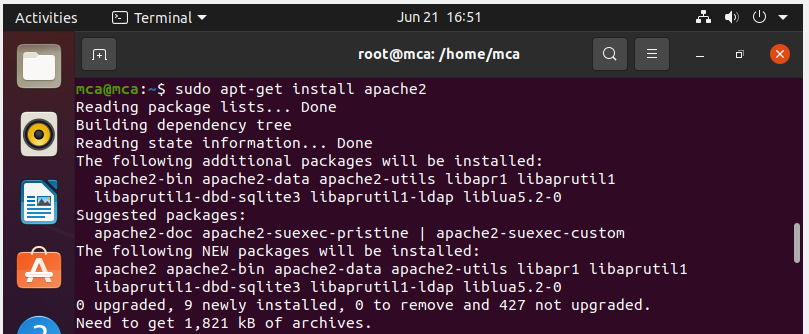 Activities Terminal Jun 21 16:51
root@mca: /home/mca
mca@mca:~$ sudo apt-get install apache2
Reading package lists... Done
Building dependency tree
Reading state information... Done
The following additional packages will be installed:
  apache2-bin apache2-data apache2-utils libapr1 libaprutil1
  libaprutil1-dbd-sqlite3 libaprutil1-ldap liblua5.2-0
Suggested packages:
  apache2-doc apache2-suexec-pristine | apache2-suexec-custom
The following NEW packages will be installed:
  apache2 apache2-bin apache2-data apache2-utils libapr1 libaprutil1
  libaprutil1-dbd-sqlite3 libaprutil1-ldap liblua5.2-0
0 upgraded, 9 newly installed, 0 to remove and 427 not upgraded.
Need to get 1,821 kB of archives.